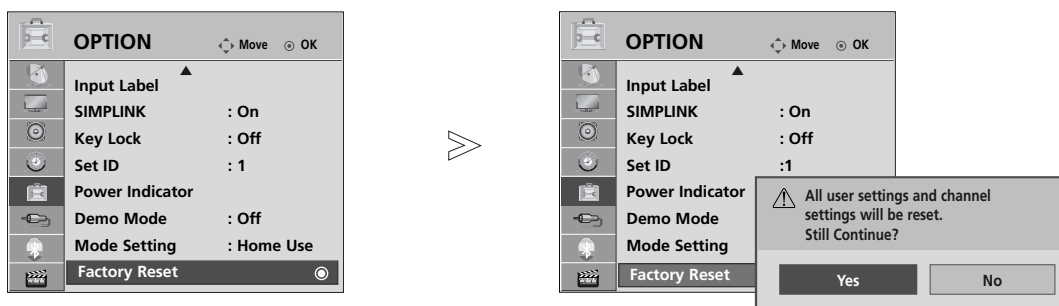 OPTION Move OK
Input Label
SIMPLINK : On
Key Lock : Off
Set ID : 1
Power Indicator
Demo Mode : Off
Mode Setting : Home Use
Factory Reset
OPTION Move OK
Input Label
SIMPLINK : On
Key Lock : Off
Set ID :1
Power Indicator
Demo Mode
Mode Setting
Factory Reset
All user settings and channel
settings will be reset.
Still Continue?
Yes No